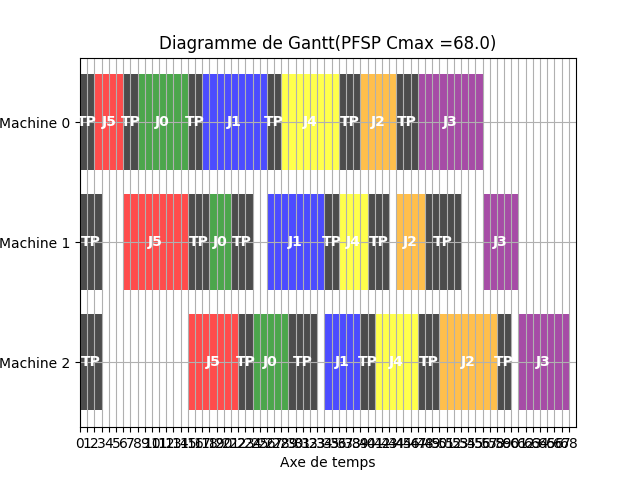 Diagramme de Gantt(PFSP Cmax =68.0)
Machine 0 TP J5 TP J0 TP J1 TP J4 TP J2 TP J3
Machine 1 TP J5 TP J0 TP J1 TP J4 TP J2 TP J3
Machine 2 TP J5 TP J0 TP J1 TP J4 TP J2 TP J3
Axe de temps